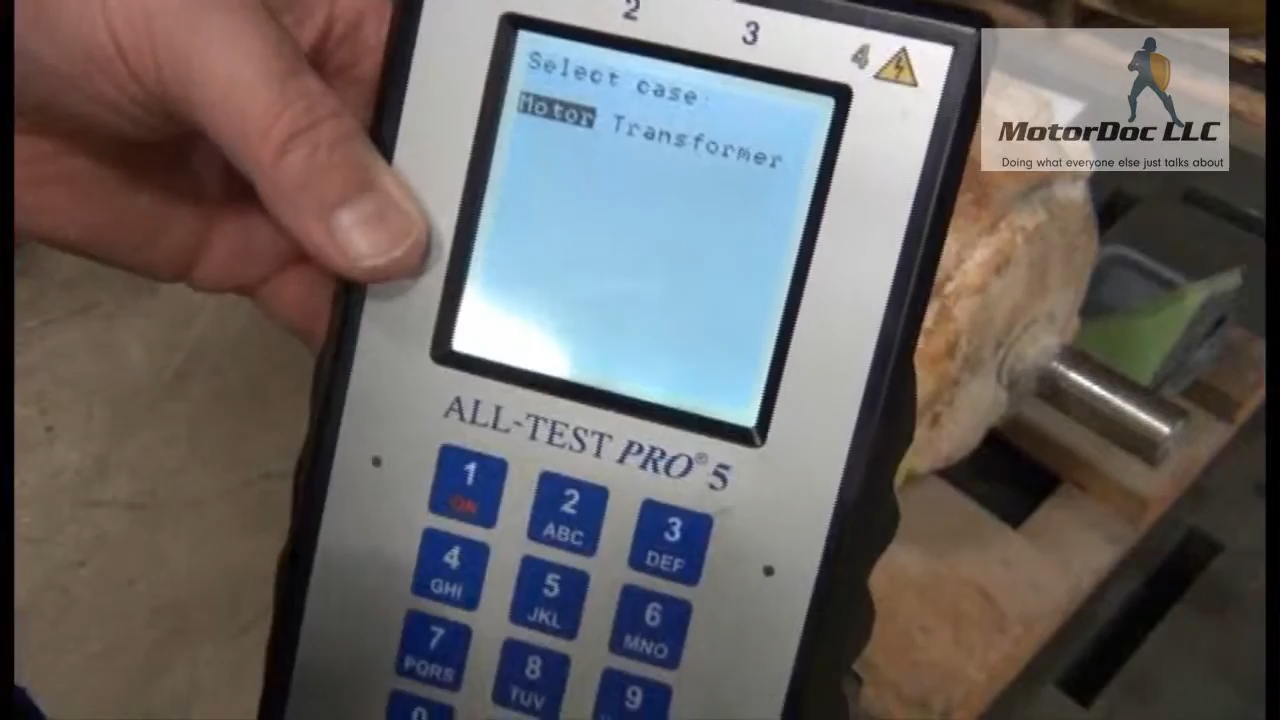 2
3
4
MotorDoc LLC
Doing what everyone else just talks about
Select case:
Motor Transformer
ALL-TEST PRO® 5
1
ON
2
ABC
3
DEF
4
GHI
5
JKL
6
MNO
7
PQRS
8
TUV
9
0